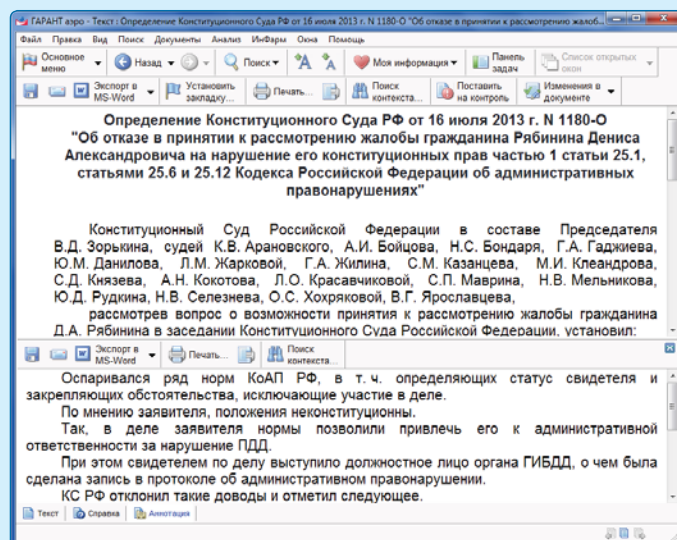 ГАРАНТ аэро - Текст : Определение Конституционного Суда РФ от 16 июля 2013 г. N 1180-О "Об отказе в принятии к рассмотрению жалоб...
Файл Правка Вид Поиск Документы Анализ ИнФарм Окна Помощь
Основное меню Назад Поиск Моя информация Панель задач Список открытых окон
Экспорт в MS-Word Установить закладку... Печать... Поиск контекста... Поставить на контроль Изменения в документе
Определение Конституционного Суда РФ от 16 июля 2013 г. N 1180-О
"Об отказе в принятии к рассмотрению жалобы гражданина Рябинина Дениса
Александровича на нарушение его конституционных прав частью 1 статьи 25.1,
статьями 25.6 и 25.12 Кодекса Российской Федерации об административных
правонарушениях"
Конституционный Суд Российской Федерации в составе Председателя
В.Д. Зорькина, судей К.В. Арановского, А.И. Бойцова, Н.С. Бондаря, Г.А. Гаджиева,
Ю.М. Данилова, Л.М. Жарковой, Г.А. Жилина, С.М. Казанцева, М.И. Клеандрова,
С.Д. Князева, А.Н. Кокотова, Л.О. Красавчиковой, С.П. Маврина, Н.В. Мельникова,
Ю.Д. Рудкина, Н.В. Селезнева, О.С. Хохряковой, В.Г. Ярославцева,
рассмотрев вопрос о возможности принятия к рассмотрению жалобы гражданина
Д.А. Рябинина в заседании Конституционного Суда Российской Федерации, установил:
Экспорт в MS-Word Печать... Поиск контекста...
Оспаривался ряд норм КоАП РФ, в т. ч. определяющих статус свидетеля и
закрепляющих обстоятельства, исключающие участие в деле.
По мнению заявителя, положения неконституционны.
Так, в деле заявителя нормы позволили привлечь его к административной
ответственности за нарушение ПДД.
При этом свидетелем по делу выступило должностное лицо органа ГИБДД, о чем была
сделана запись в протоколе об административном правонарушении.
КС РФ отклонил такие доводы и отметил следующее.
Текст Справка Аннотация